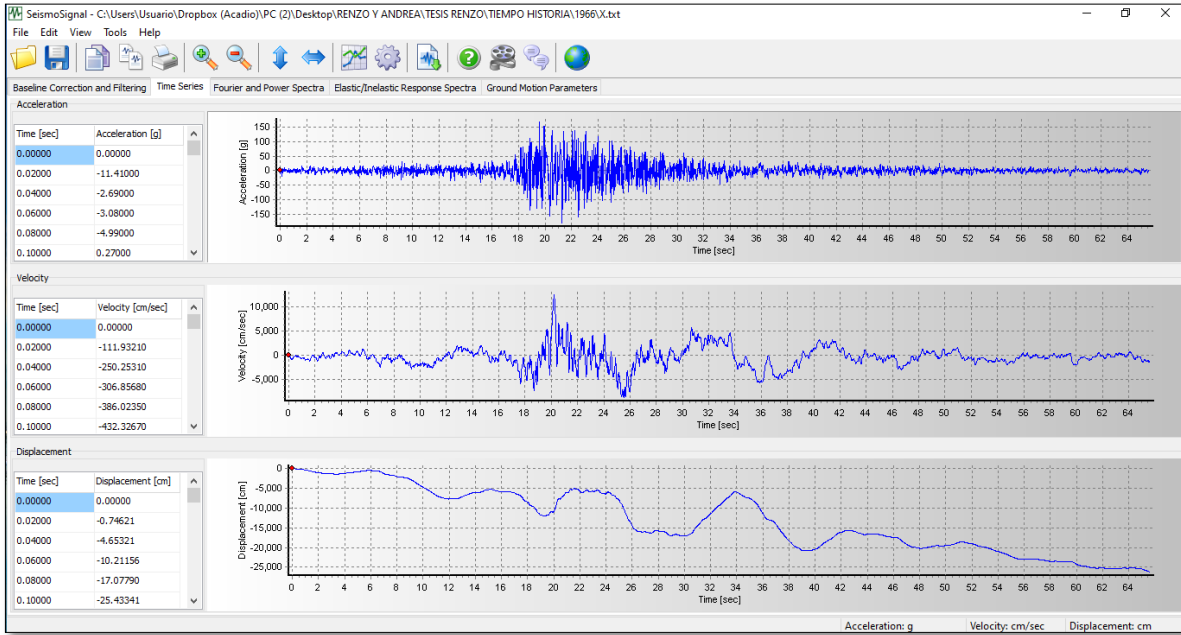 SeismoSignal - C:\Users\Usuario\Dropbox (Acadio)\PC (2)\Desktop\RENZO Y ANDREA\TESIS RENZO\TIEMPO HISTORIA\1966\X.txt
File Edit View Tools Help
Baseline Correction and Filtering Time Series Fourier and Power Spectra Elastic/Inelastic Response Spectra Ground Motion Parameters
Acceleration
Time [sec] Acceleration [g]
0.00000 0.00000
0.02000 -11.41000
0.04000 -2.69000
0.06000 -3.08000
0.08000 -4.99000
0.10000 0.27000
Acceleration [g]
150
100
50
0
-50
-100
-150
0 2 4 6 8 10 12 14 16 18 20 22 24 26 28 30 32 34 36 38 40 42 44 46 48 50 52 54 56 58 60 62 64
Time [sec]
Velocity
Time [sec] Velocity [cm/sec]
0.00000 0.00000
0.02000 -111.93210
0.04000 -250.25310
0.06000 -306.85680
0.08000 -386.02350
0.10000 -432.32670
Velocity [cm/sec]
10,000
5,000
0
-5,000
0 2 4 6 8 10 12 14 16 18 20 22 24 26 28 30 32 34 36 38 40 42 44 46 48 50 52 54 56 58 60 62 64
Time [sec]
Displacement
Time [sec] Displacement [cm]
0.00000 0.00000
0.02000 -0.74621
0.04000 -4.65321
0.06000 -10.21156
0.08000 -17.07790
0.10000 -25.43341
Displacement [cm]
0
-5,000
-10,000
-15,000
-20,000
-25,000
0 2 4 6 8 10 12 14 16 18 20 22 24 26 28 30 32 34 36 38 40 42 44 46 48 50 52 54 56 58 60 62 64
Time [sec]
Acceleration: g Velocity: cm/sec Displacement: cm